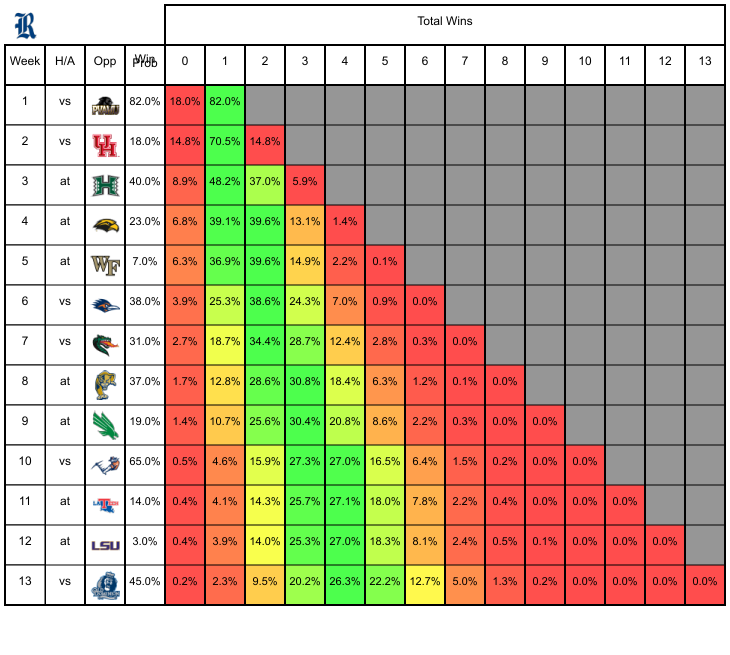 R
Total Wins
Week H/A Opp Win Prob 0 1 2 3 4 5 6 7 8 9 10 11 12 13
1 vs PVAMU 82.0% 18.0% 82.0%
2 vs UH 18.0% 14.8% 70.5% 14.8%
3 at H 40.0% 8.9% 48.2% 37.0% 5.9%
4 at 23.0% 6.8% 39.1% 39.6% 13.1% 1.4%
5 at WF 7.0% 6.3% 36.9% 39.6% 14.9% 2.2% 0.1%
6 vs 38.0% 3.9% 25.3% 38.6% 24.3% 7.0% 0.9% 0.0%
7 vs 31.0% 2.7% 18.7% 34.4% 28.7% 12.4% 2.8% 0.3% 0.0%
8 at 37.0% 1.7% 12.8% 28.6% 30.8% 18.4% 6.3% 1.2% 0.1% 0.0%
9 at 19.0% 1.4% 10.7% 25.6% 30.4% 20.8% 8.6% 2.2% 0.3% 0.0% 0.0%
10 vs 65.0% 0.5% 4.6% 15.9% 27.3% 27.0% 16.5% 6.4% 1.5% 0.2% 0.0% 0.0%
11 at LA TECH 14.0% 0.4% 4.1% 14.3% 25.7% 27.1% 18.0% 7.8% 2.2% 0.4% 0.0% 0.0% 0.0%
12 at LSU 3.0% 0.4% 3.9% 14.0% 25.3% 27.0% 18.3% 8.1% 2.4% 0.5% 0.1% 0.0% 0.0% 0.0%
13 vs 45.0% 0.2% 2.3% 9.5% 20.2% 26.3% 22.2% 12.7% 5.0% 1.3% 0.2% 0.0% 0.0% 0.0% 0.0%